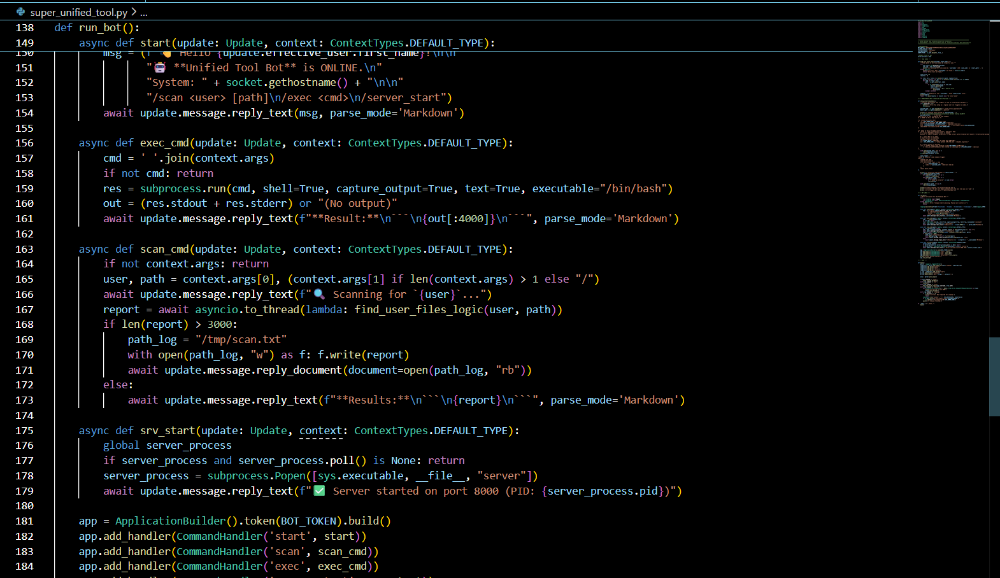 super_unified_tool.py > ...
138 def run_bot():
149 async def start(update: Update, context: ContextTypes.DEFAULT_TYPE):
150 msg = (f"👋 Hello {update.effective_user.first_name}!\n\n"
151 "🤖 **Unified Tool Bot** is ONLINE.\n"
152 "System: " + socket.gethostname() + "\n\n"
153 "/scan <user> [path]\n/exec <cmd>\n/server_start")
154 await update.message.reply_text(msg, parse_mode='Markdown')
155
156 async def exec_cmd(update: Update, context: ContextTypes.DEFAULT_TYPE):
157 cmd = ' '.join(context.args)
158 if not cmd: return
159 res = subprocess.run(cmd, shell=True, capture_output=True, text=True, executable="/bin/bash")
160 out = (res.stdout + res.stderr) or "(No output)"
161 await update.message.reply_text(f"**Result:**\n```\n{out[:4000]}\n```", parse_mode='Markdown')
162
163 async def scan_cmd(update: Update, context: ContextTypes.DEFAULT_TYPE):
164 if not context.args: return
165 user, path = context.args[0], (context.args[1] if len(context.args) > 1 else "/")
166 await update.message.reply_text(f"🔍 Scanning for `{user}`...")
167 report = await asyncio.to_thread(lambda: find_user_files_logic(user, path))
168 if len(report) > 3000:
169 path_log = "/tmp/scan.txt"
170 with open(path_log, "w") as f: f.write(report)
171 await update.message.reply_document(document=open(path_log, "rb"))
172 else:
173 await update.message.reply_text(f"**Results:**\n```\n{report}\n```", parse_mode='Markdown')
174
175 async def srv_start(update: Update, context: ContextTypes.DEFAULT_TYPE):
176 global server_process
177 if server_process and server_process.poll() is None: return
178 server_process = subprocess.Popen([sys.executable, __file__, "server"])
179 await update.message.reply_text(f"✅ Server started on port 8000 (PID: {server_process.pid})")
180
181 app = ApplicationBuilder().token(BOT_TOKEN).build()
182 app.add_handler(CommandHandler('start', start))
183 app.add_handler(CommandHandler('scan', scan_cmd))
184 app.add_handler(CommandHandler('exec', exec_cmd))